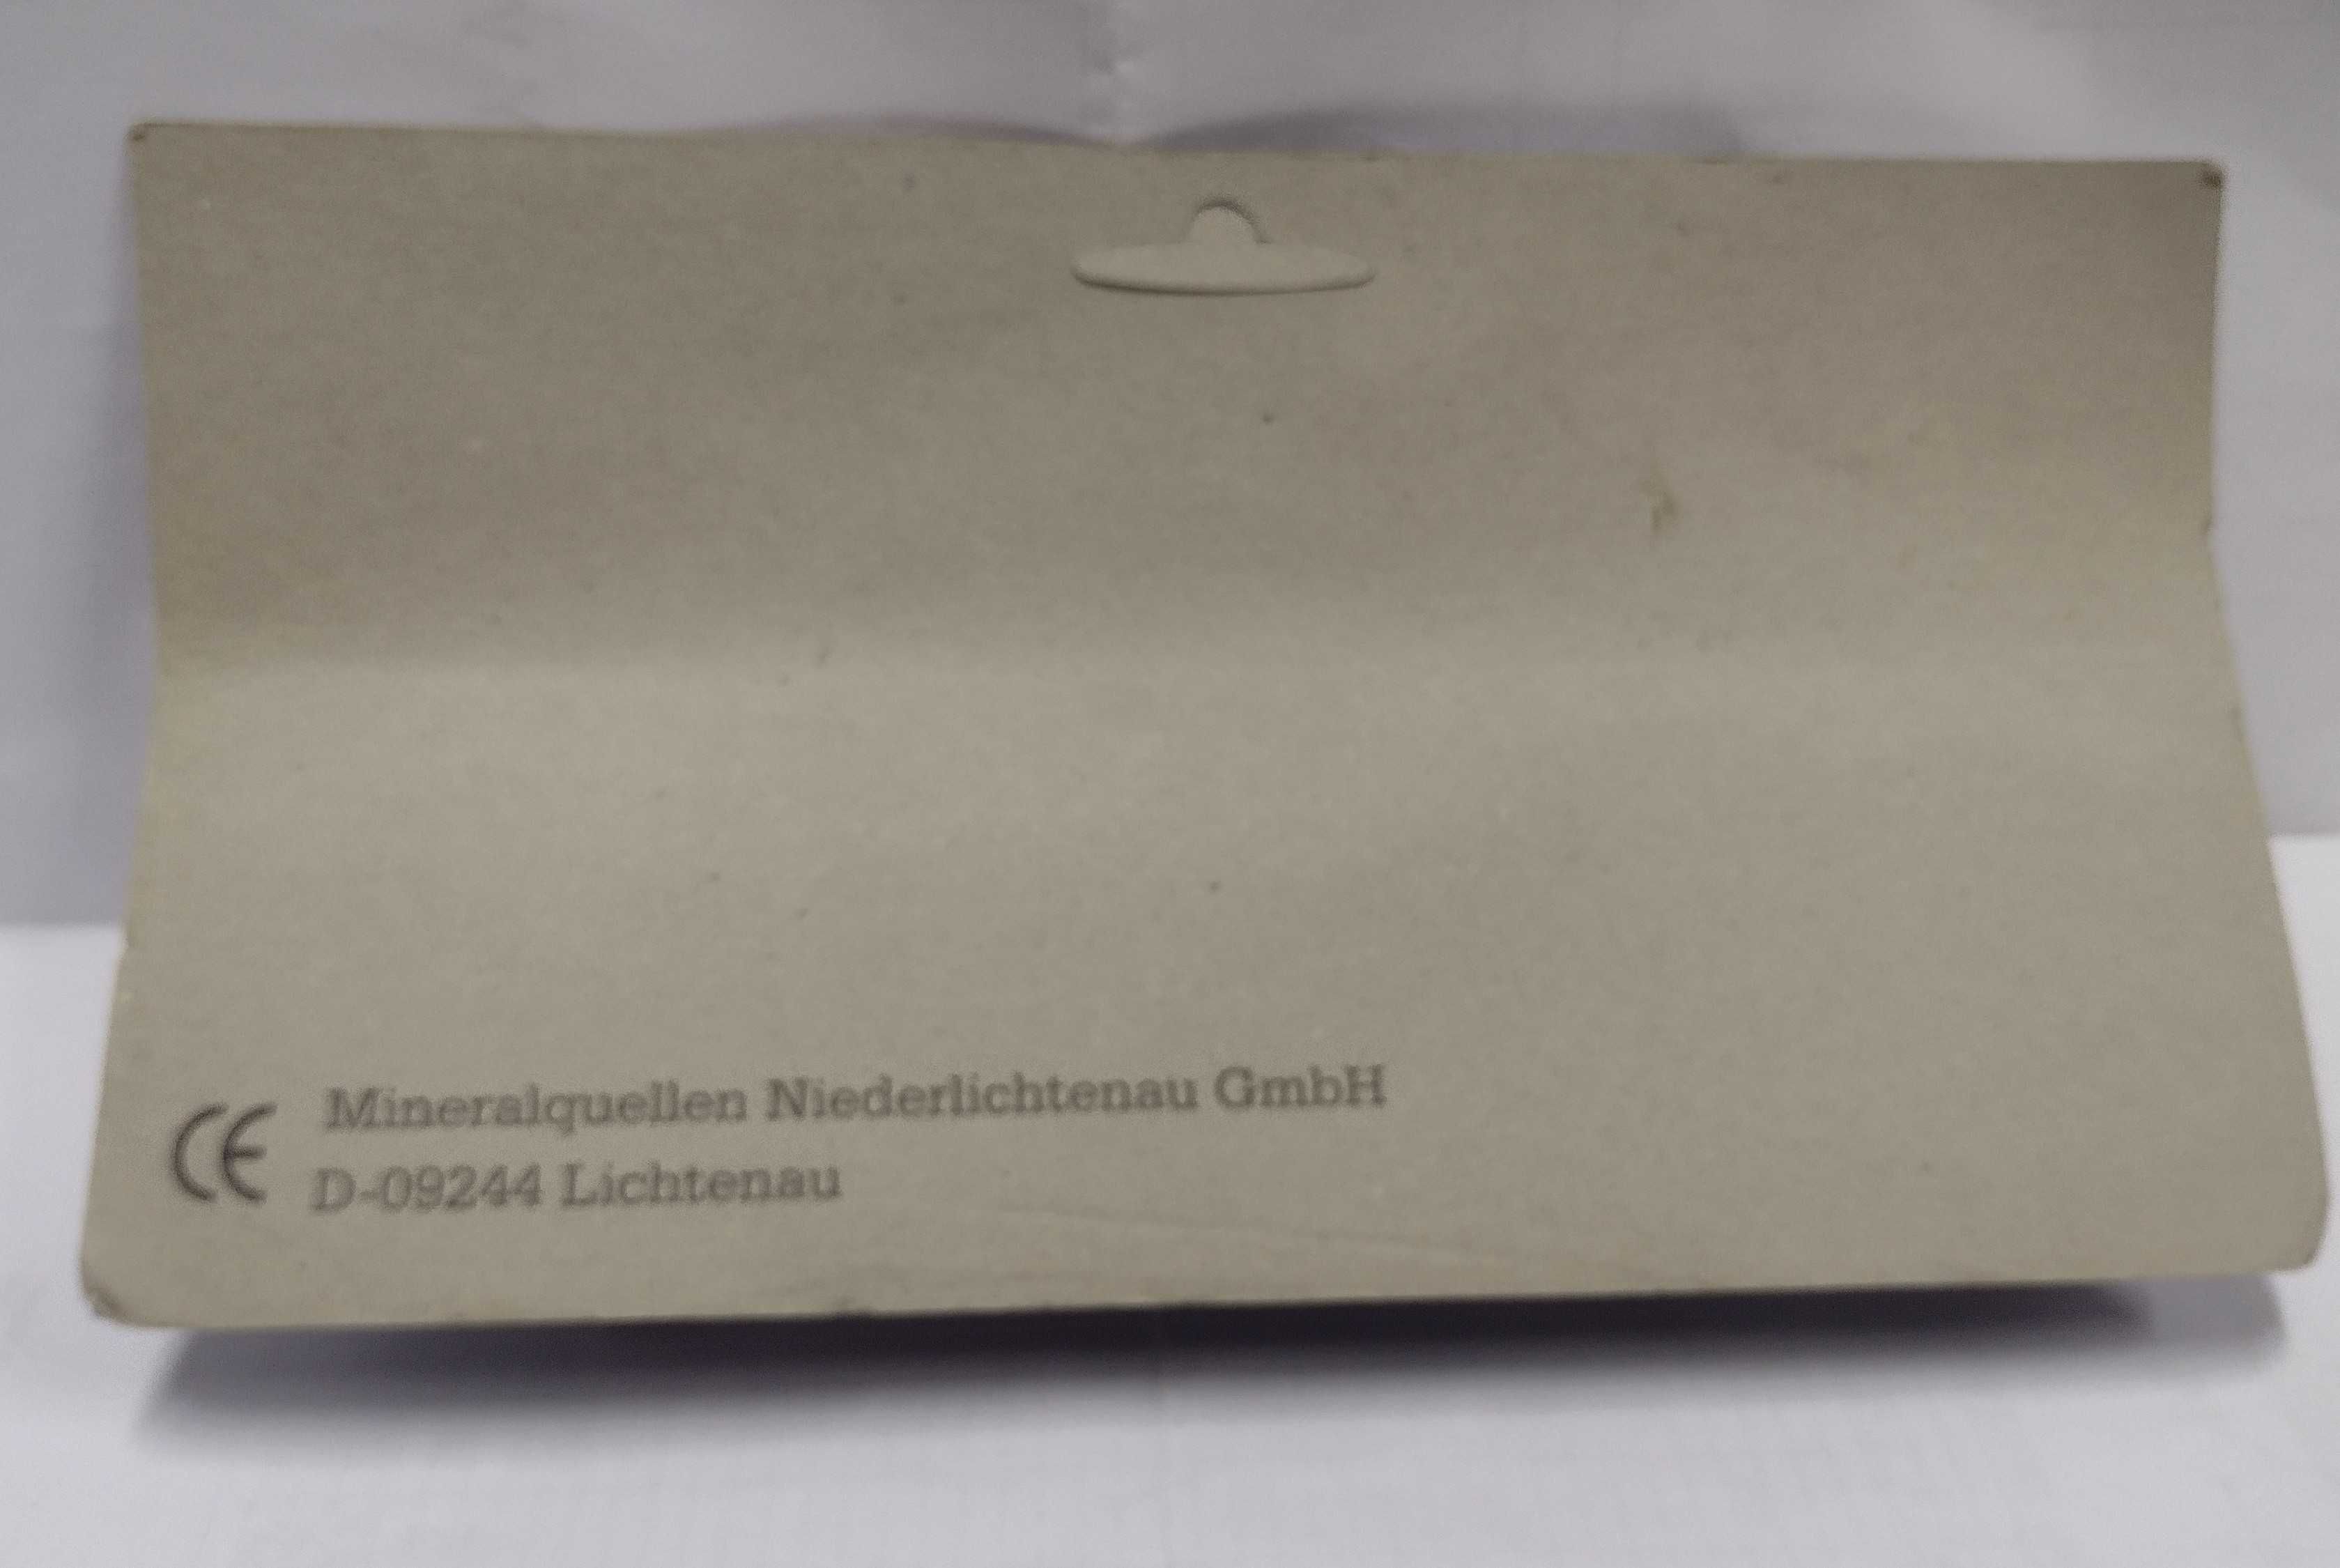 CE Mineralquellen Niederlichtenau GmbH
D-09244 Lichtenau